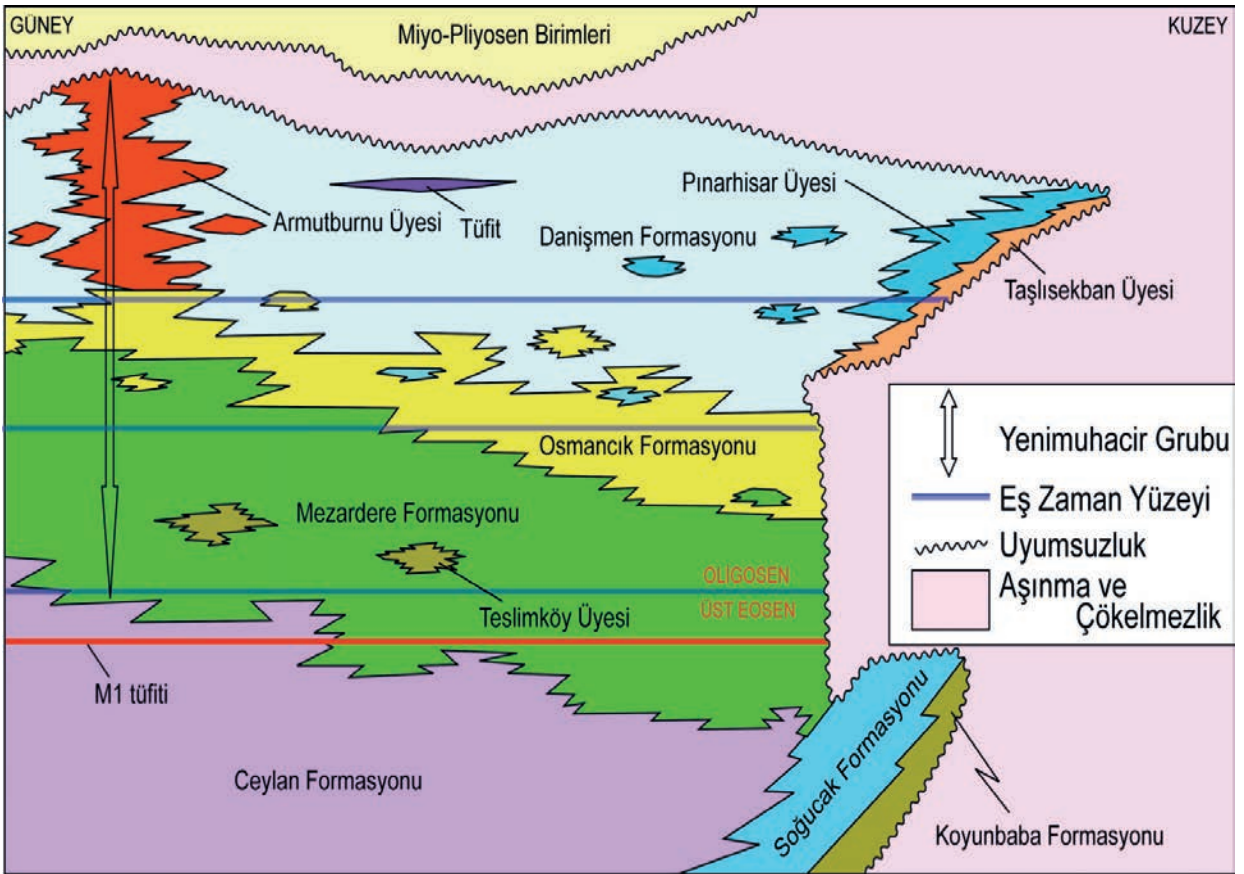 GÜNEY
KUZEY
Miyo-Pliyosen Birimleri
Pınarhisar Üyesi
Armutburnu Üyesi
Tüfit
Danişmen Formasyonu
Taşlısekban Üyesi
Yenimuhacir Grubu
Osmancık Formasyonu
Eş Zaman Yüzeyi
Mezardere Formasyonu
Uyumsuzluk
OLİGOSEN
Aşınma ve
Çökelmezlik
ÜST EOSEN
Teslimköy Üyesi
M1 tüfiti
Soğucak Formasyonu
Ceylan Formasyonu
Koyunbaba Formasyonu